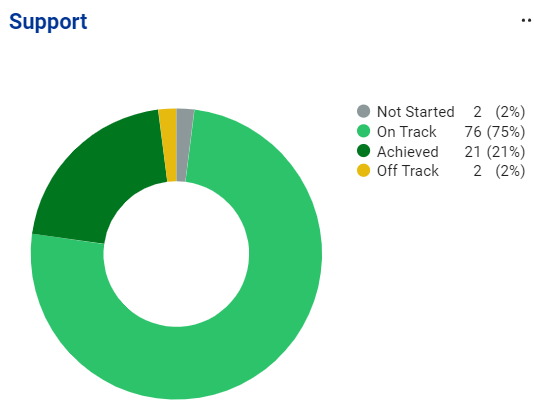 Support
Not Started 2 (2%)
On Track 76 (75%)
Achieved 21 (21%)
Off Track 2 (2%)